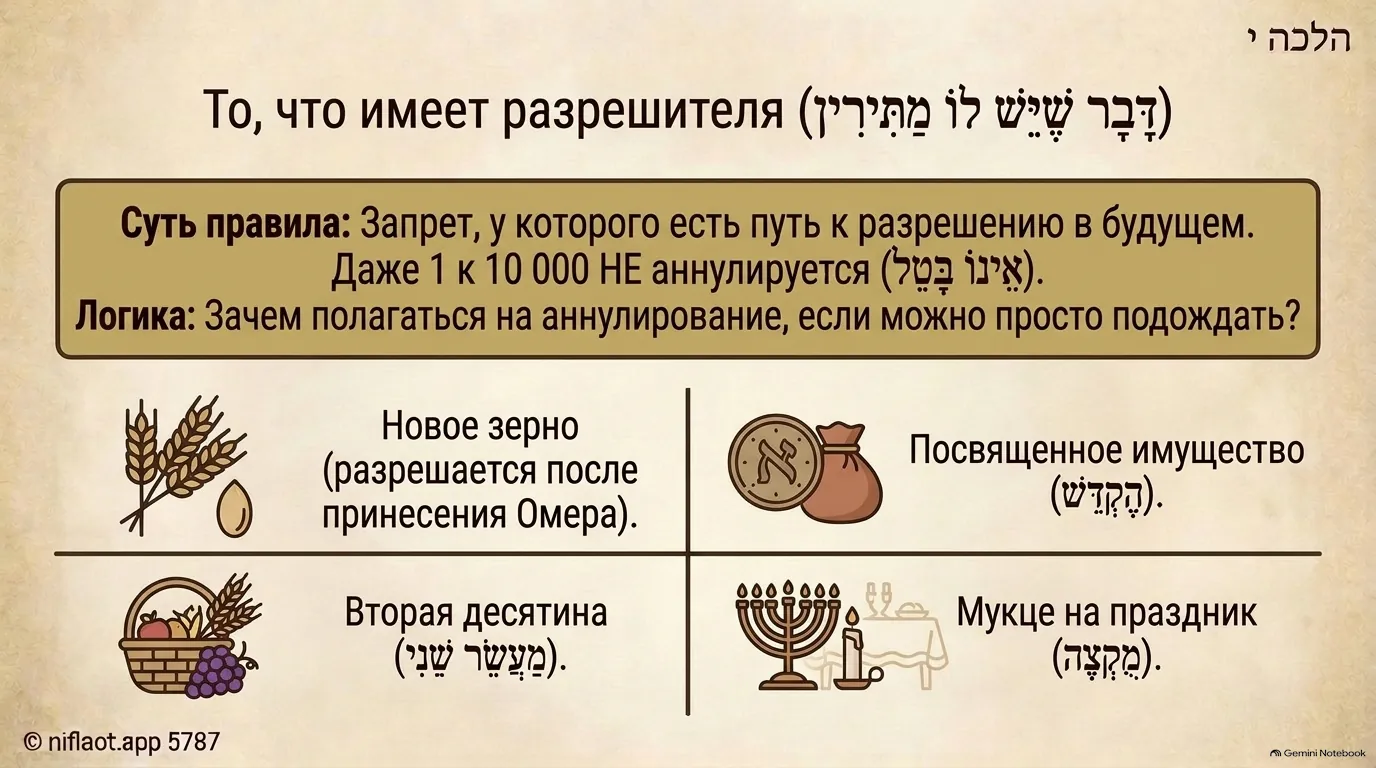 הלכה י
То, что имеет разрешителя (דָּבָר שֶׁיֵּשׁ לוֹ מַתִּירִין)
Суть правила: Запрет, у которого есть путь к разрешению в будущем.
Даже 1 к 10 000 НЕ аннулируется (אֵינוֹ בָּטֵל).
Логика: Зачем полагаться на аннулирование, если можно просто подождать?
Новое зерно
(разрешается после
принесения Омера).
Посвященное имущество
(הֶקְדֵּשׁ).
Вторая десятина
(מַעֲשֵׂר שֵׁנִי).
Мукце на праздник
(מֻקְצֶה).
© niflaot.app 5787
Gemini Notebook